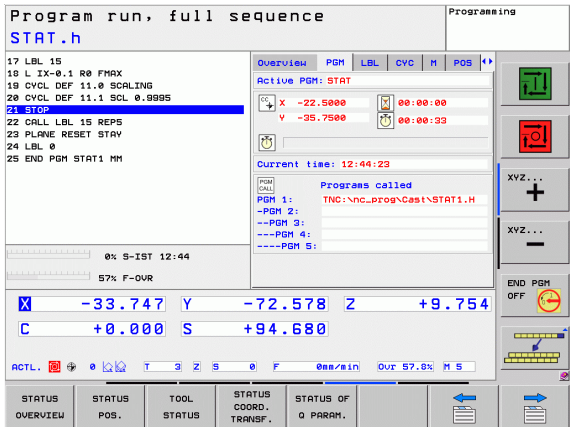 Program run, full sequence
Programming
STAT.h
17 LBL 15
18 L IX-0.1 R0 FMAX
19 CYCL DEF 11.0 SCALING
20 CYCL DEF 11.1 SCL 0.9995
21 STOP
22 CALL LBL 15 REP5
23 PLANE RESET STAY
24 LBL 0
25 END PGM STAT1 MM
Overview PGM LBL CYC M POS
Active PGM: STAT
CC X -22.5000 00:00:00
Y -35.7500 00:00:33
Current time: 12:44:23
PGM CALL Programs called
PGM 1: TNC:\nc_prog\Cast\STAT1.H
-PGM 2:
--PGM 3:
---PGM 4:
----PGM 5:
0% S-IST 12:44
57% F-OVR
X -33.747 Y -72.578 Z +9.754
C +0.000 S +94.680
ACTL. 0 T 3 Z S 0 F 0mm/min Ovr 57.8% M 5
XYZ...
+
XYZ...
−
END PGM
OFF
STATUS OVERVIEW
STATUS POS.
TOOL STATUS
STATUS COORD. TRANSF.
STATUS OF Q PARAM.